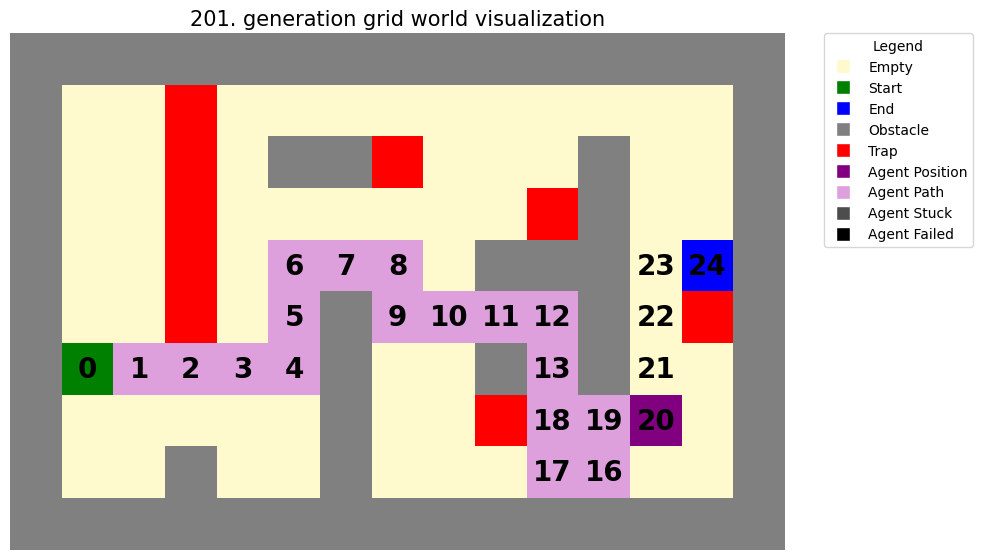 201. generation grid world visualization
Legend
Empty
Start
End
Obstacle
Trap
Agent Position
Agent Path
Agent Stuck
Agent Failed
6 7 8 23 24
5 9 10 11 12 22
0 1 2 3 4 13 21
18 19 20
17 16